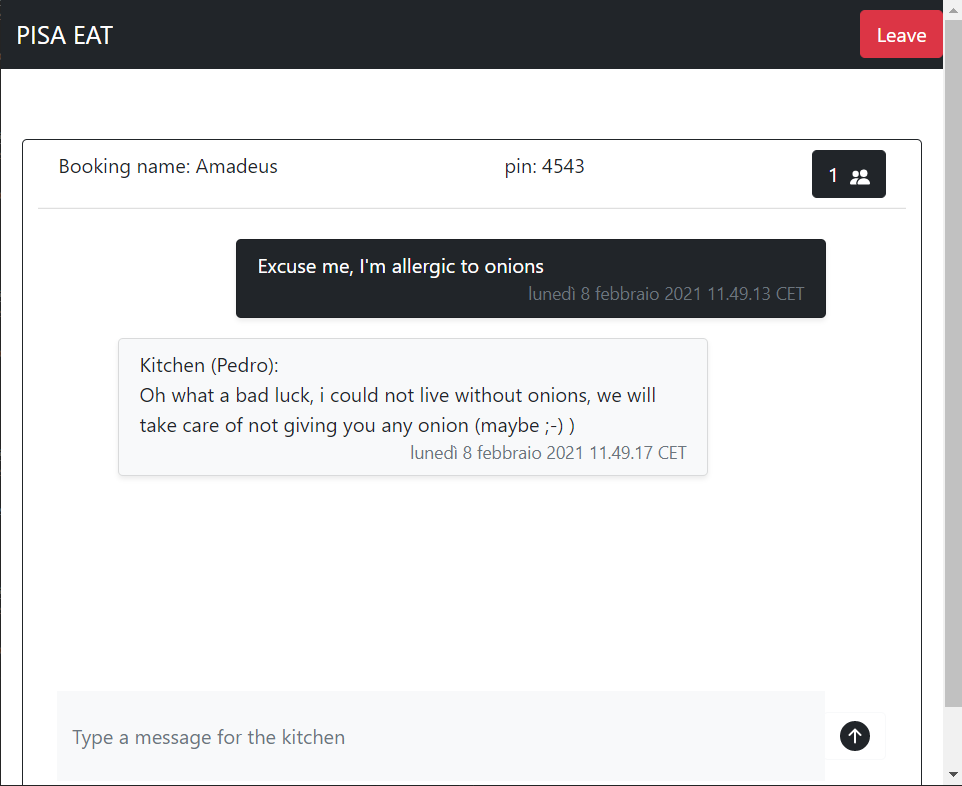 PISA EAT
Leave
Booking name: Amadeus
pin: 4543
1
Excuse me, I'm allergic to onions
lunedì 8 febbraio 2021 11.49.13 CET
Kitchen (Pedro):
Oh what a bad luck, i could not live without onions, we will
take care of not giving you any onion (maybe ;-) )
lunedì 8 febbraio 2021 11.49.17 CET
Type a message for the kitchen